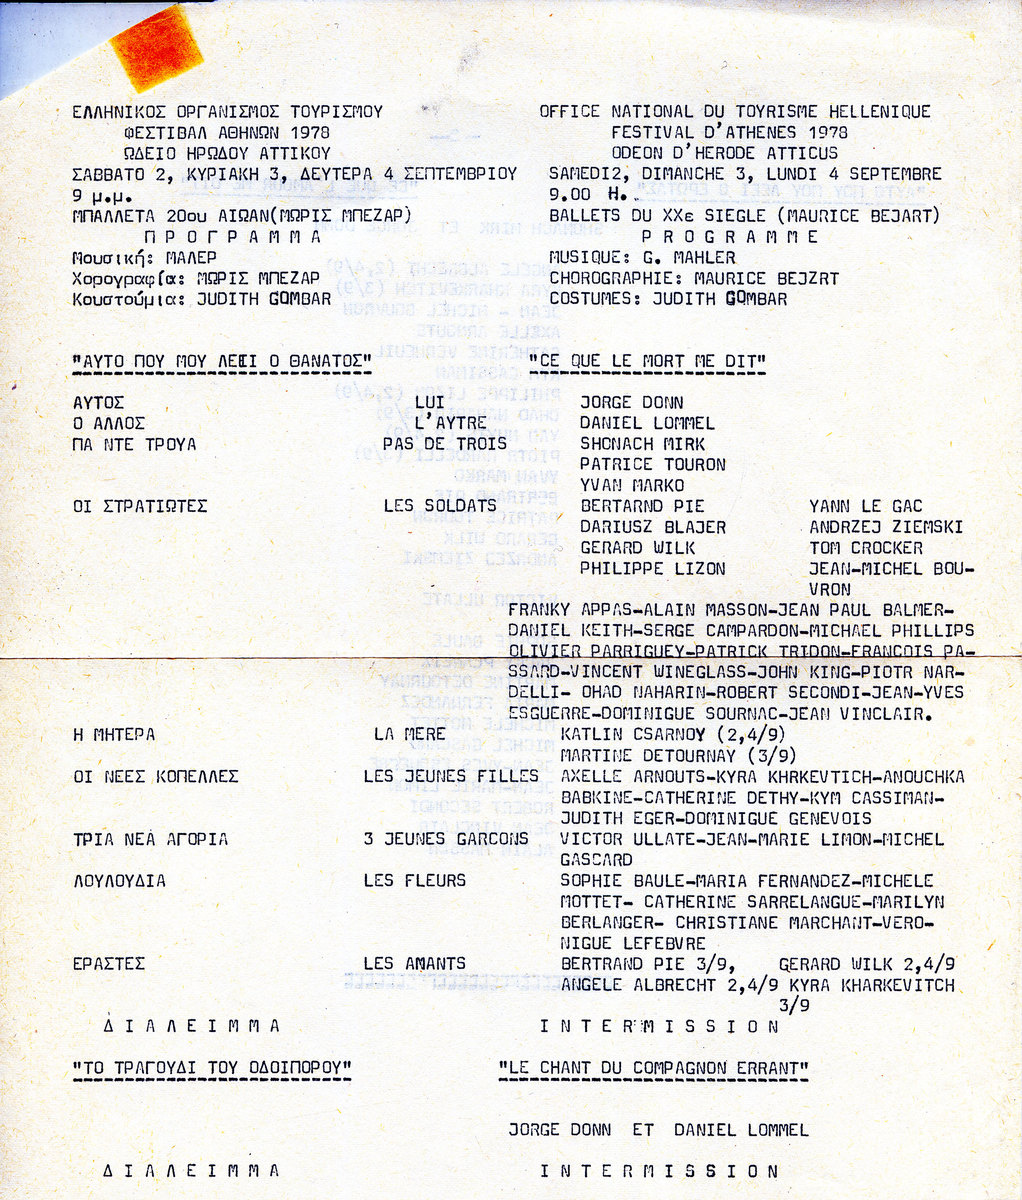 ΕΛΛΗΝΙΚΟΣ ΟΡΓΑΝΙΣΜΟΣ ΤΟΥΡΙΣΜΟΥ OFFICE NATIONAL DU TOYRISME HELLENIQUE
ΦΕΣΤΙΒΑΛ ΑΘΗΝΩΝ 1978 FESTIVAL D'ATHENES 1978
ΩΔΕΙΟ ΗΡΩΔΟΥ ΑΤΤΙΚΟΥ ODEON D'HERODE ATTICUS
ΣΑΒΒΑΤΟ 2, ΚΥΡΙΑΚΗ 3, ΔΕΥΤΕΡΑ 4 ΣΕΠΤΕΜΒΡΙΟΥ SAMEDI2, DIMANCHE 3, LUNDI 4 SEPTEMBRE
9 μ.μ. 9.00 H.
ΜΠΑΛΛΕΤΑ 20ου ΑΙΩΑΝ(ΜΩΡΙΣ ΜΠΕΖΑΡ) BALLETS DU XXε SIEGLE (MAURICE BEJART)
Π Ρ Ο Γ Ρ Α Μ Μ Α P R O G R A M M E
Μουσική: ΜΑΛΕΡ MUSIQUE: G. MAHLER
Χορογραφία: ΜΩΡΙΣ ΜΠΕΖΑΡ CHOROGRAPHIE: MAURICE BEJZRT
Κουστούμια: JUDITH GOMBAR COSTUMES: JUDITH GOMBAR
"ΑΥΤΟ ΠΟΥ ΜΟΥ ΛΕΕΙ Ο ΘΑΝΑΤΟΣ" "CE QUE LE MORT ME DIT"
ΑΥΤΟΣ LUI JORGE DONN
Ο ΑΛΛΟΣ L'AYTRE DANIEL LOMMEL
ΠΑ ΝΤΕ ΤΡΟΥΑ PAS DE TROIS SHONACH MIRK
PATRICE TOURON
YVAN MARKO
ΟΙ ΣΤΡΑΤΙΩΤΕΣ LES SOLDATS BERTARND PIE YANN LE GAC
DARIUSZ BLAJER ANDRZEJ ZIEMSKI
GERARD WILK TOM CROCKER
PHILIPPE LIZON JEAN-MICHEL BOU-
VRON
FRANKY APPAS-ALAIN MASSON-JEAN PAUL BALMER-
DANIEL KEITH-SERGE CAMPARDON-MICHAEL PHILLIPS
OLIVIER PARRIGUEY-PATRICK TRIDON-FRANCOIS PA-
SSARD-VINCENT WINEGLASS-JOHN KING-PIOTR NAR-
DELLI- OHAD NAHARIN-ROBERT SECONDI-JEAN-YVES
ESGUERRE-DOMINIGUE SOURNAC-JEAN VINCLAIR.
Η ΜΗΤΕΡΑ LA MERE KATLIN CSARNOY (2,4/9)
MARTINE DETOURNAY (3/9)
ΟΙ ΝΕΕΣ ΚΟΠΕΛΛΕΣ LES JEUNES FILLES AXELLE ARNOUTS-KYRA KHRKEVTICH-ANOUCHKA
BABKINE-CATHERINE DETHY-KYM CASSIMAN-
JUDITH EGER-DOMINIGUE GENEVOIS
ΤΡΙΑ ΝΕΑ ΑΓΟΡΙΑ 3 JEUNES GARCONS VICTOR ULLATE-JEAN-MARIE LIMON-MICHEL
GASCARD
ΛΟΥΛΟΥΔΙΑ LES FLEURS SOPHIE BAULE-MARIA FERNANDEZ-MICHELE
MOTTET- CATHERINE SARRELANGUE-MARILYN
BERLANGER- CHRISTIANE MARCHANT-VERO-
NIGUE LEFEBVRE
ΕΡΑΣΤΕΣ LES AMANTS BERTRAND PIE 3/9, GERARD WILK 2,4/9
ANGELE ALBRECHT 2,4/9 KYRA KHARKEVITCH
3/9
Δ Ι Α Λ Ε Ι Μ Μ Α I N T E R M I S S I O N
"ΤΟ ΤΡΑΓΟΥΔΙ ΤΟΥ ΟΔΟΙΠΟΡΟΥ" "LE CHANT DU COMPAGNON ERRANT"
JORGE DONN ET DANIEL LOMMEL
Δ Ι Α Λ Ε Ι Μ Μ Α I N T E R M I S S I O N